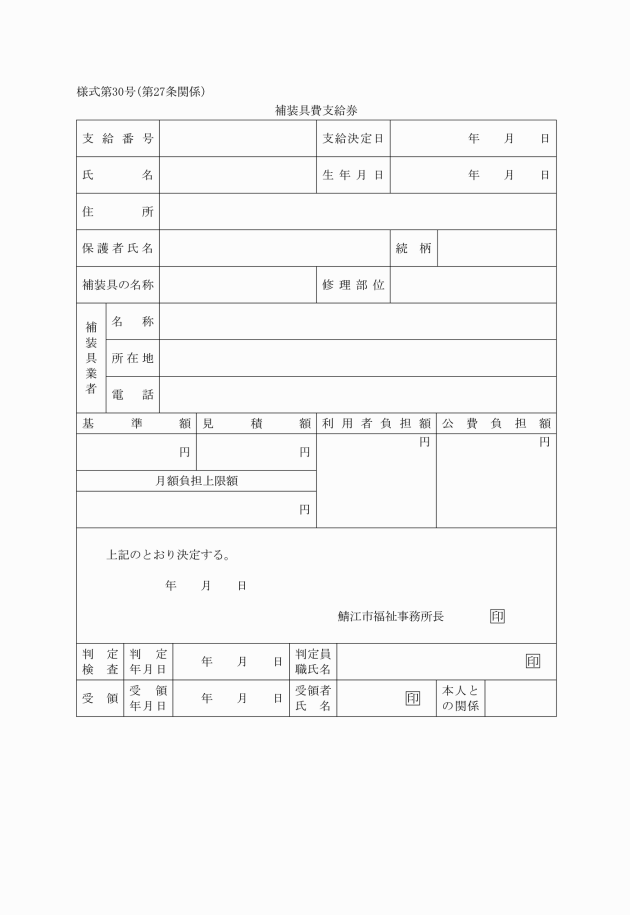 様式第30号(第27条関係)
補装具費支給券
支給番号 支給決定日 年 月 日
氏名 生年月日 年 月 日
住所
保護者氏名 続柄
補装具の名称 修理部位
補装具業者
名称
所在地
電話
基準額 見積額 利用者負担額 公費負担額
円 円 円 円
月額負担上限額
円
上記のとおり決定する。
年 月 日
鯖江市福祉事務所長 印
判定検査 判定年月日 年 月 日 判定員職氏名 印
受領 受領年月日 年 月 日 受領者氏名 印 本人との関係